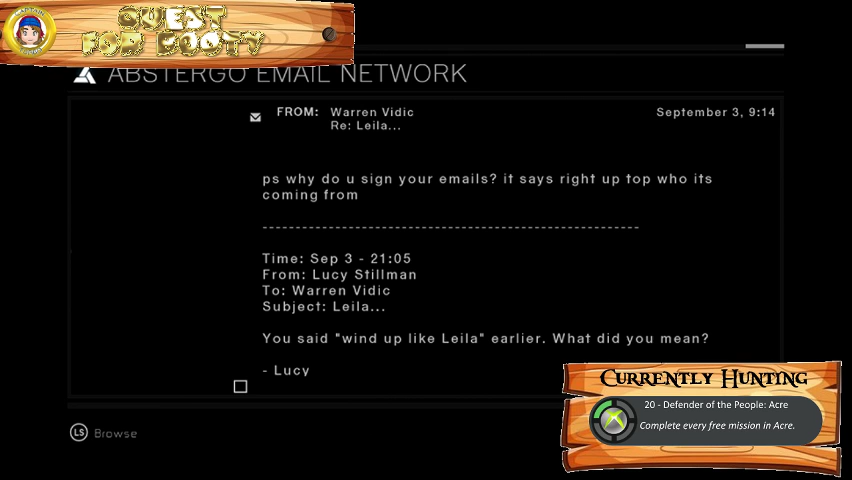 CAPTAIN
QUEST
FOR BOOTY
ABSTERGO EMAIL NETWORK
FROM: Warren Vidic
September 3, 9:14
Re: Leila...
ps why do u sign your emails? it says right up top who its
coming from
---------------------------------------------------------
Time: Sep 3 - 21:05
From: Lucy Stillman
To: Warren Vidic
Subject: Leila...
You said "wind up like Leila" earlier. What did you mean?
- Lucy
LS Browse
CURRENTLY HUNTING
20 - Defender of the People: Acre
Complete every free mission in Acre.